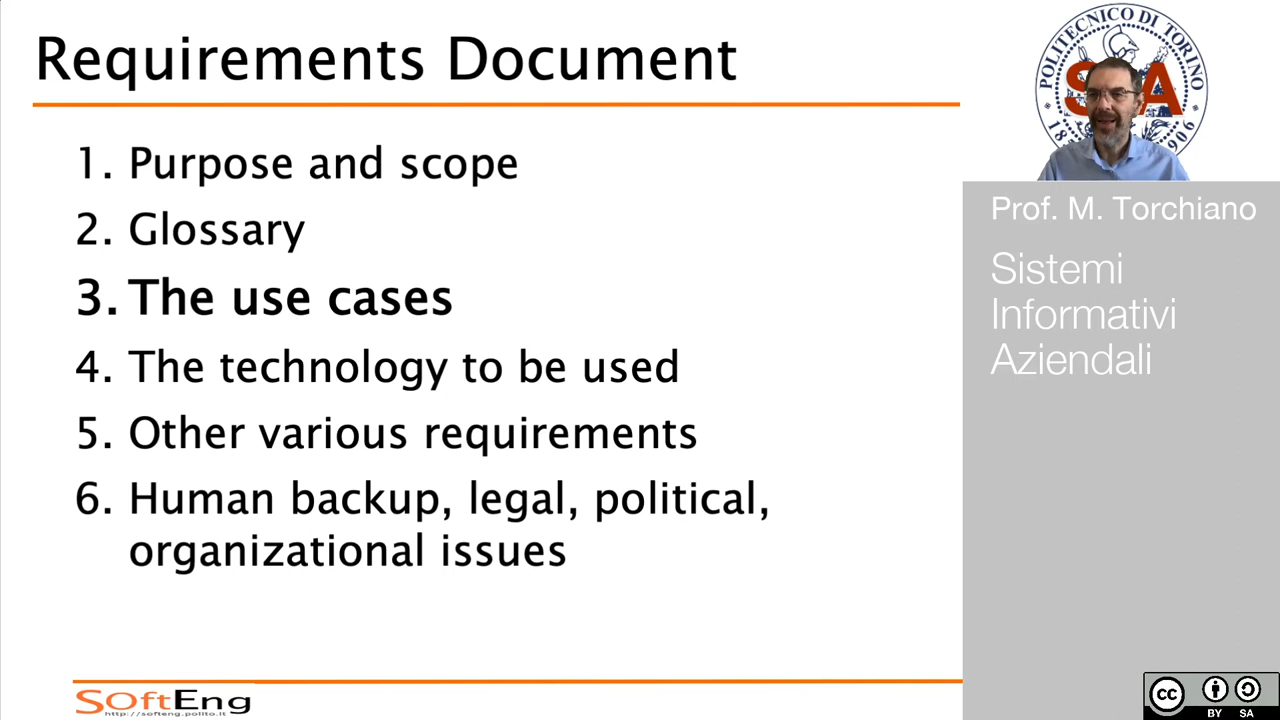 Requirements Document
1. Purpose and scope
2. Glossary
3. The use cases
4. The technology to be used
5. Other various requirements
6. Human backup, legal, political,
organizational issues
SoftEng
http://softeng.polito.it
POLITECNICO DI TORINO
S A
Prof. M. Torchiano
Sistemi
Informativi
Aziendali
cc
BY SA